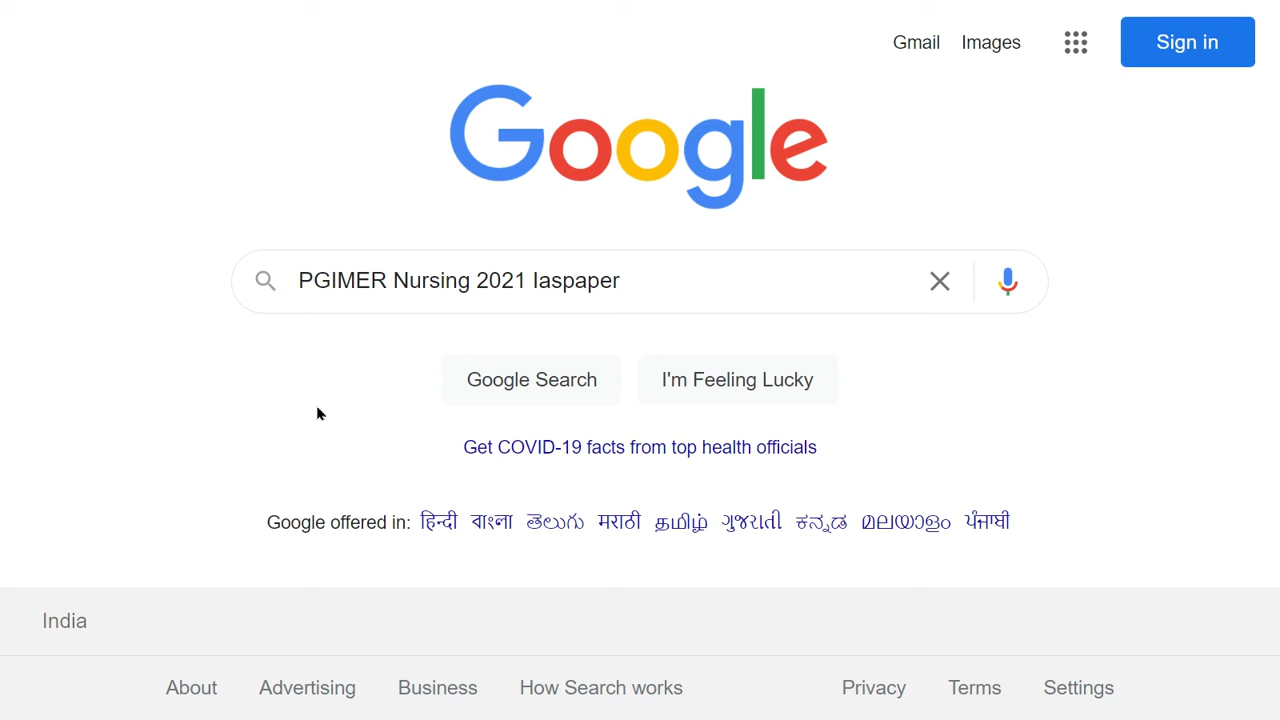 Gmail Images Sign in
Google
PGIMER Nursing 2021 Iaspaper
Google Search I'm Feeling Lucky
Get COVID-19 facts from top health officials
Google offered in: हिन्दी বাংলা తెలుగు मराठी தமிழ் ગુજરાતી ಕನ್ನಡ മലയാളം ਪੰਜਾਬੀ
India
About Advertising Business How Search works Privacy Terms Settings